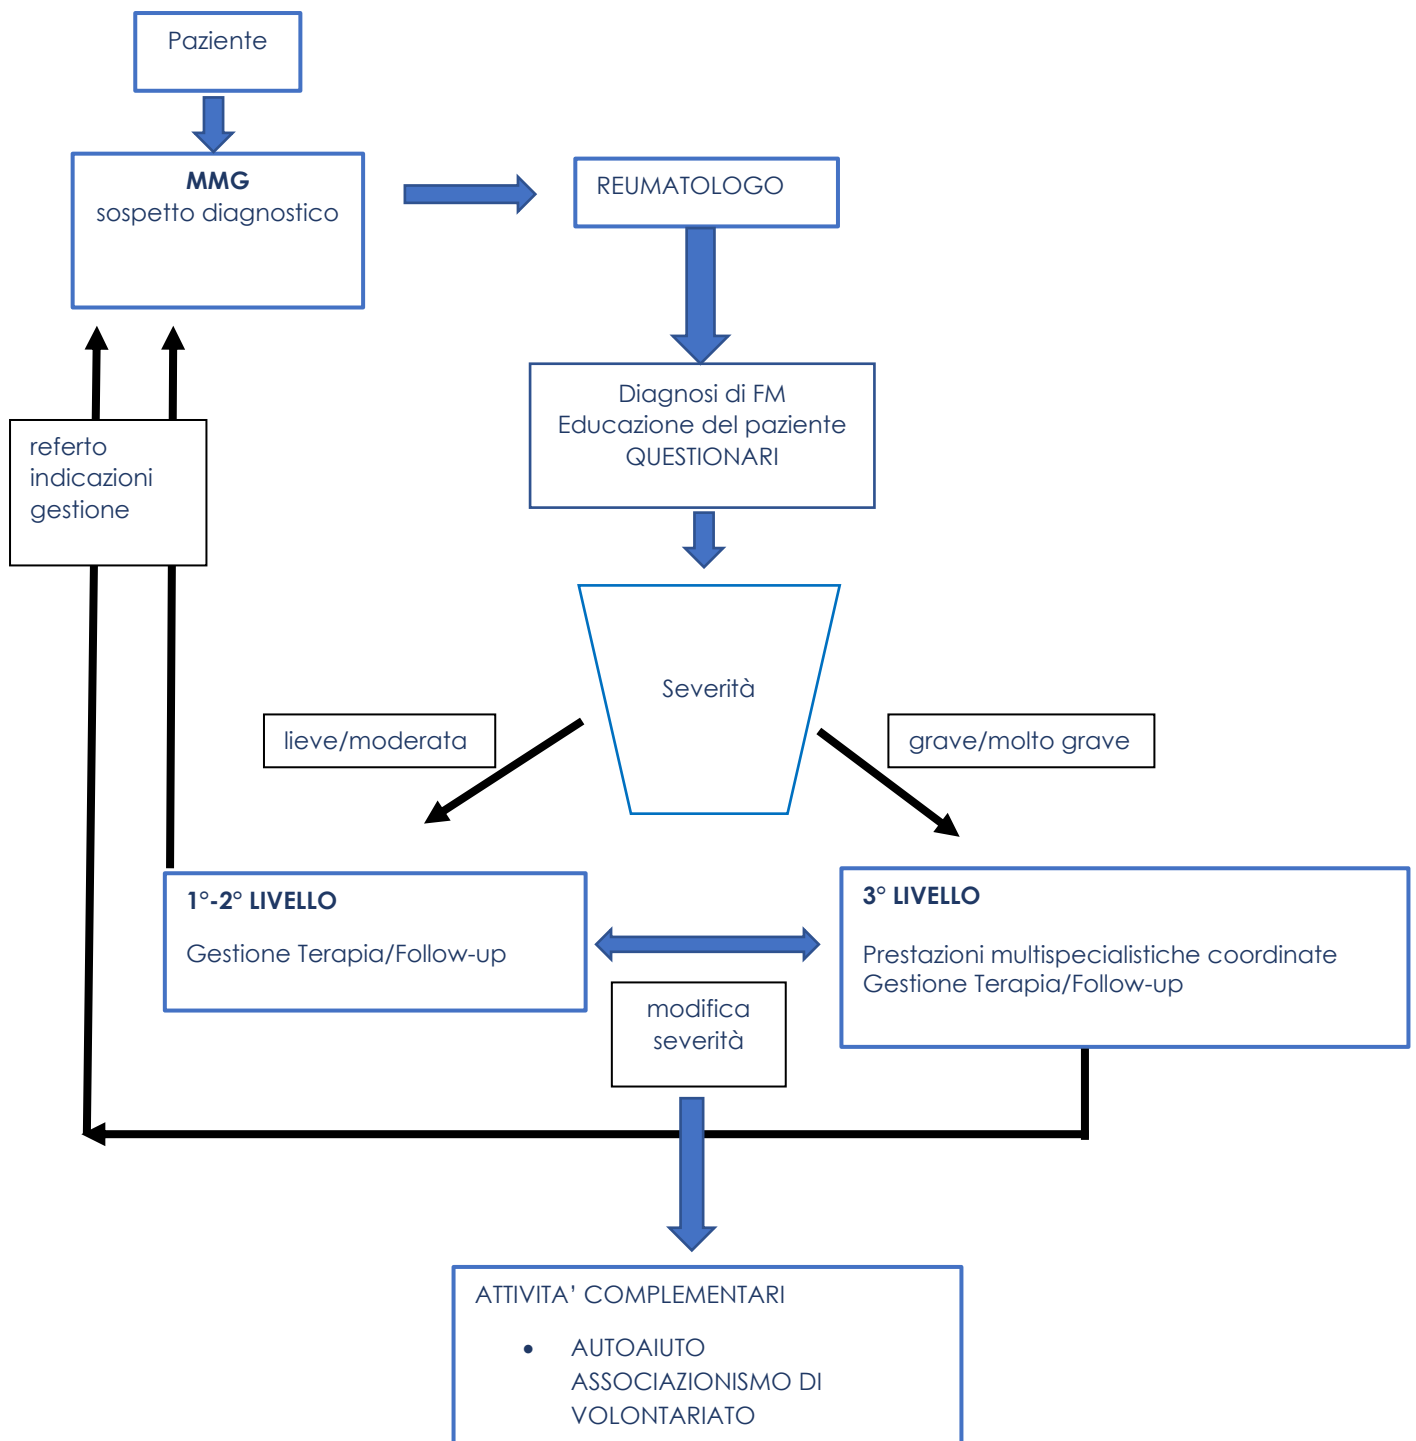 Paziente
MMG
sospetto diagnostico
REUMATOLOGO
Diagnosi di FM
Educazione del paziente
QUESTIONARI
referto
indicazioni
gestione
Severità
lieve/moderata
grave/molto grave
1°-2° LIVELLO
Gestione Terapia/Follow-up
3° LIVELLO
Prestazioni multispecialistiche coordinate
Gestione Terapia/Follow-up
modifica
severità
ATTIVITA’ COMPLEMENTARI
• AUTOAIUTO
ASSOCIAZIONISMO DI
VOLONTARIATO